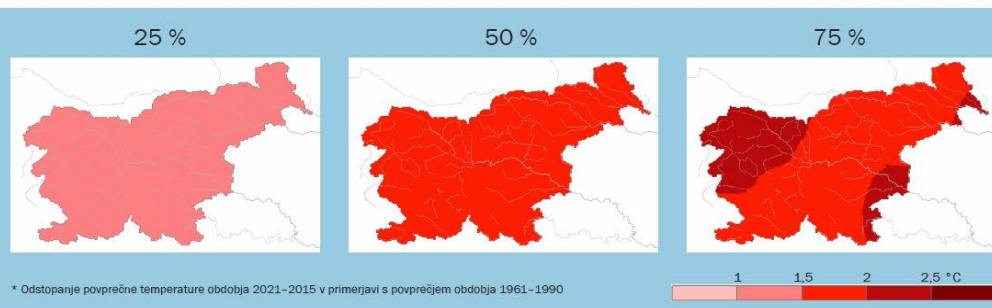 25 %
50 %
75 %
* Odstopanje povprečne temperature obdobja 2021–2015 v primerjavi s povprečjem obdobja 1961–1990
1 1,5 2 2,5 °C